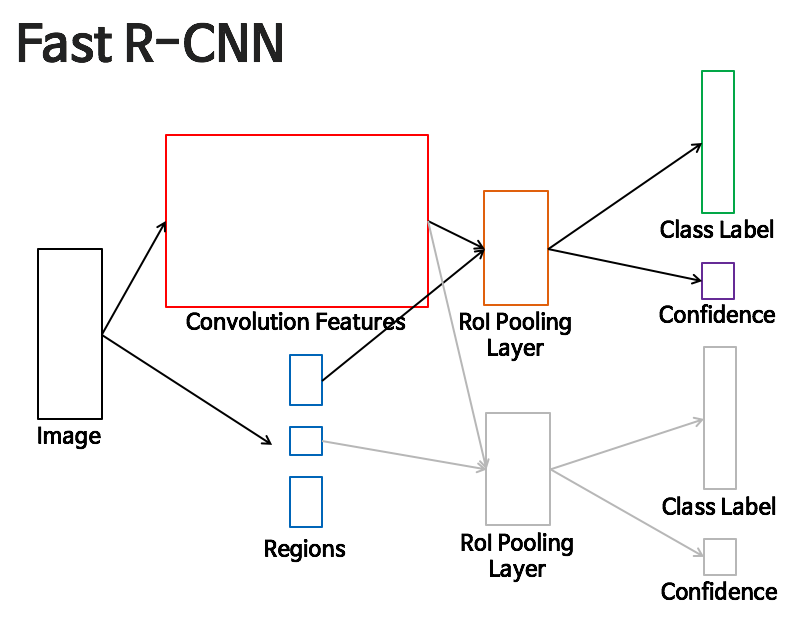 Fast R-CNN
Class Label
Convolution Features
RoI Pooling
Layer
Confidence
Image
Regions
RoI Pooling
Layer
Class Label
Confidence